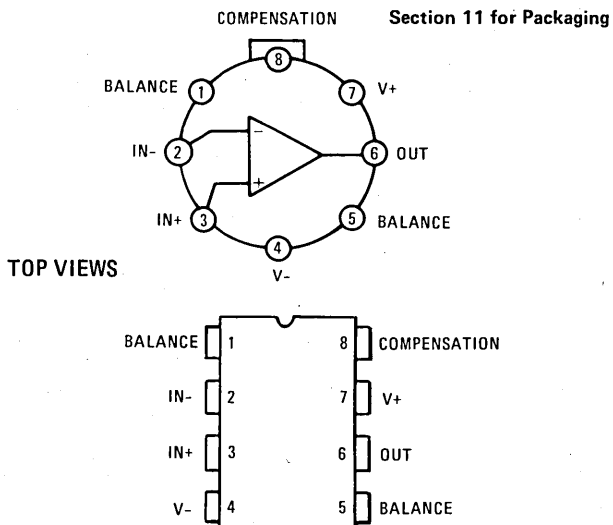 COMPENSATION Section 11 for Packaging
8
BALANCE 1 7 V+
IN- 2 - 6 OUT
+
IN+ 3 5 BALANCE
4
V-
TOP VIEWS
BALANCE 1 8 COMPENSATION
IN- 2 7 V+
IN+ 3 6 OUT
V- 4 5 BALANCE